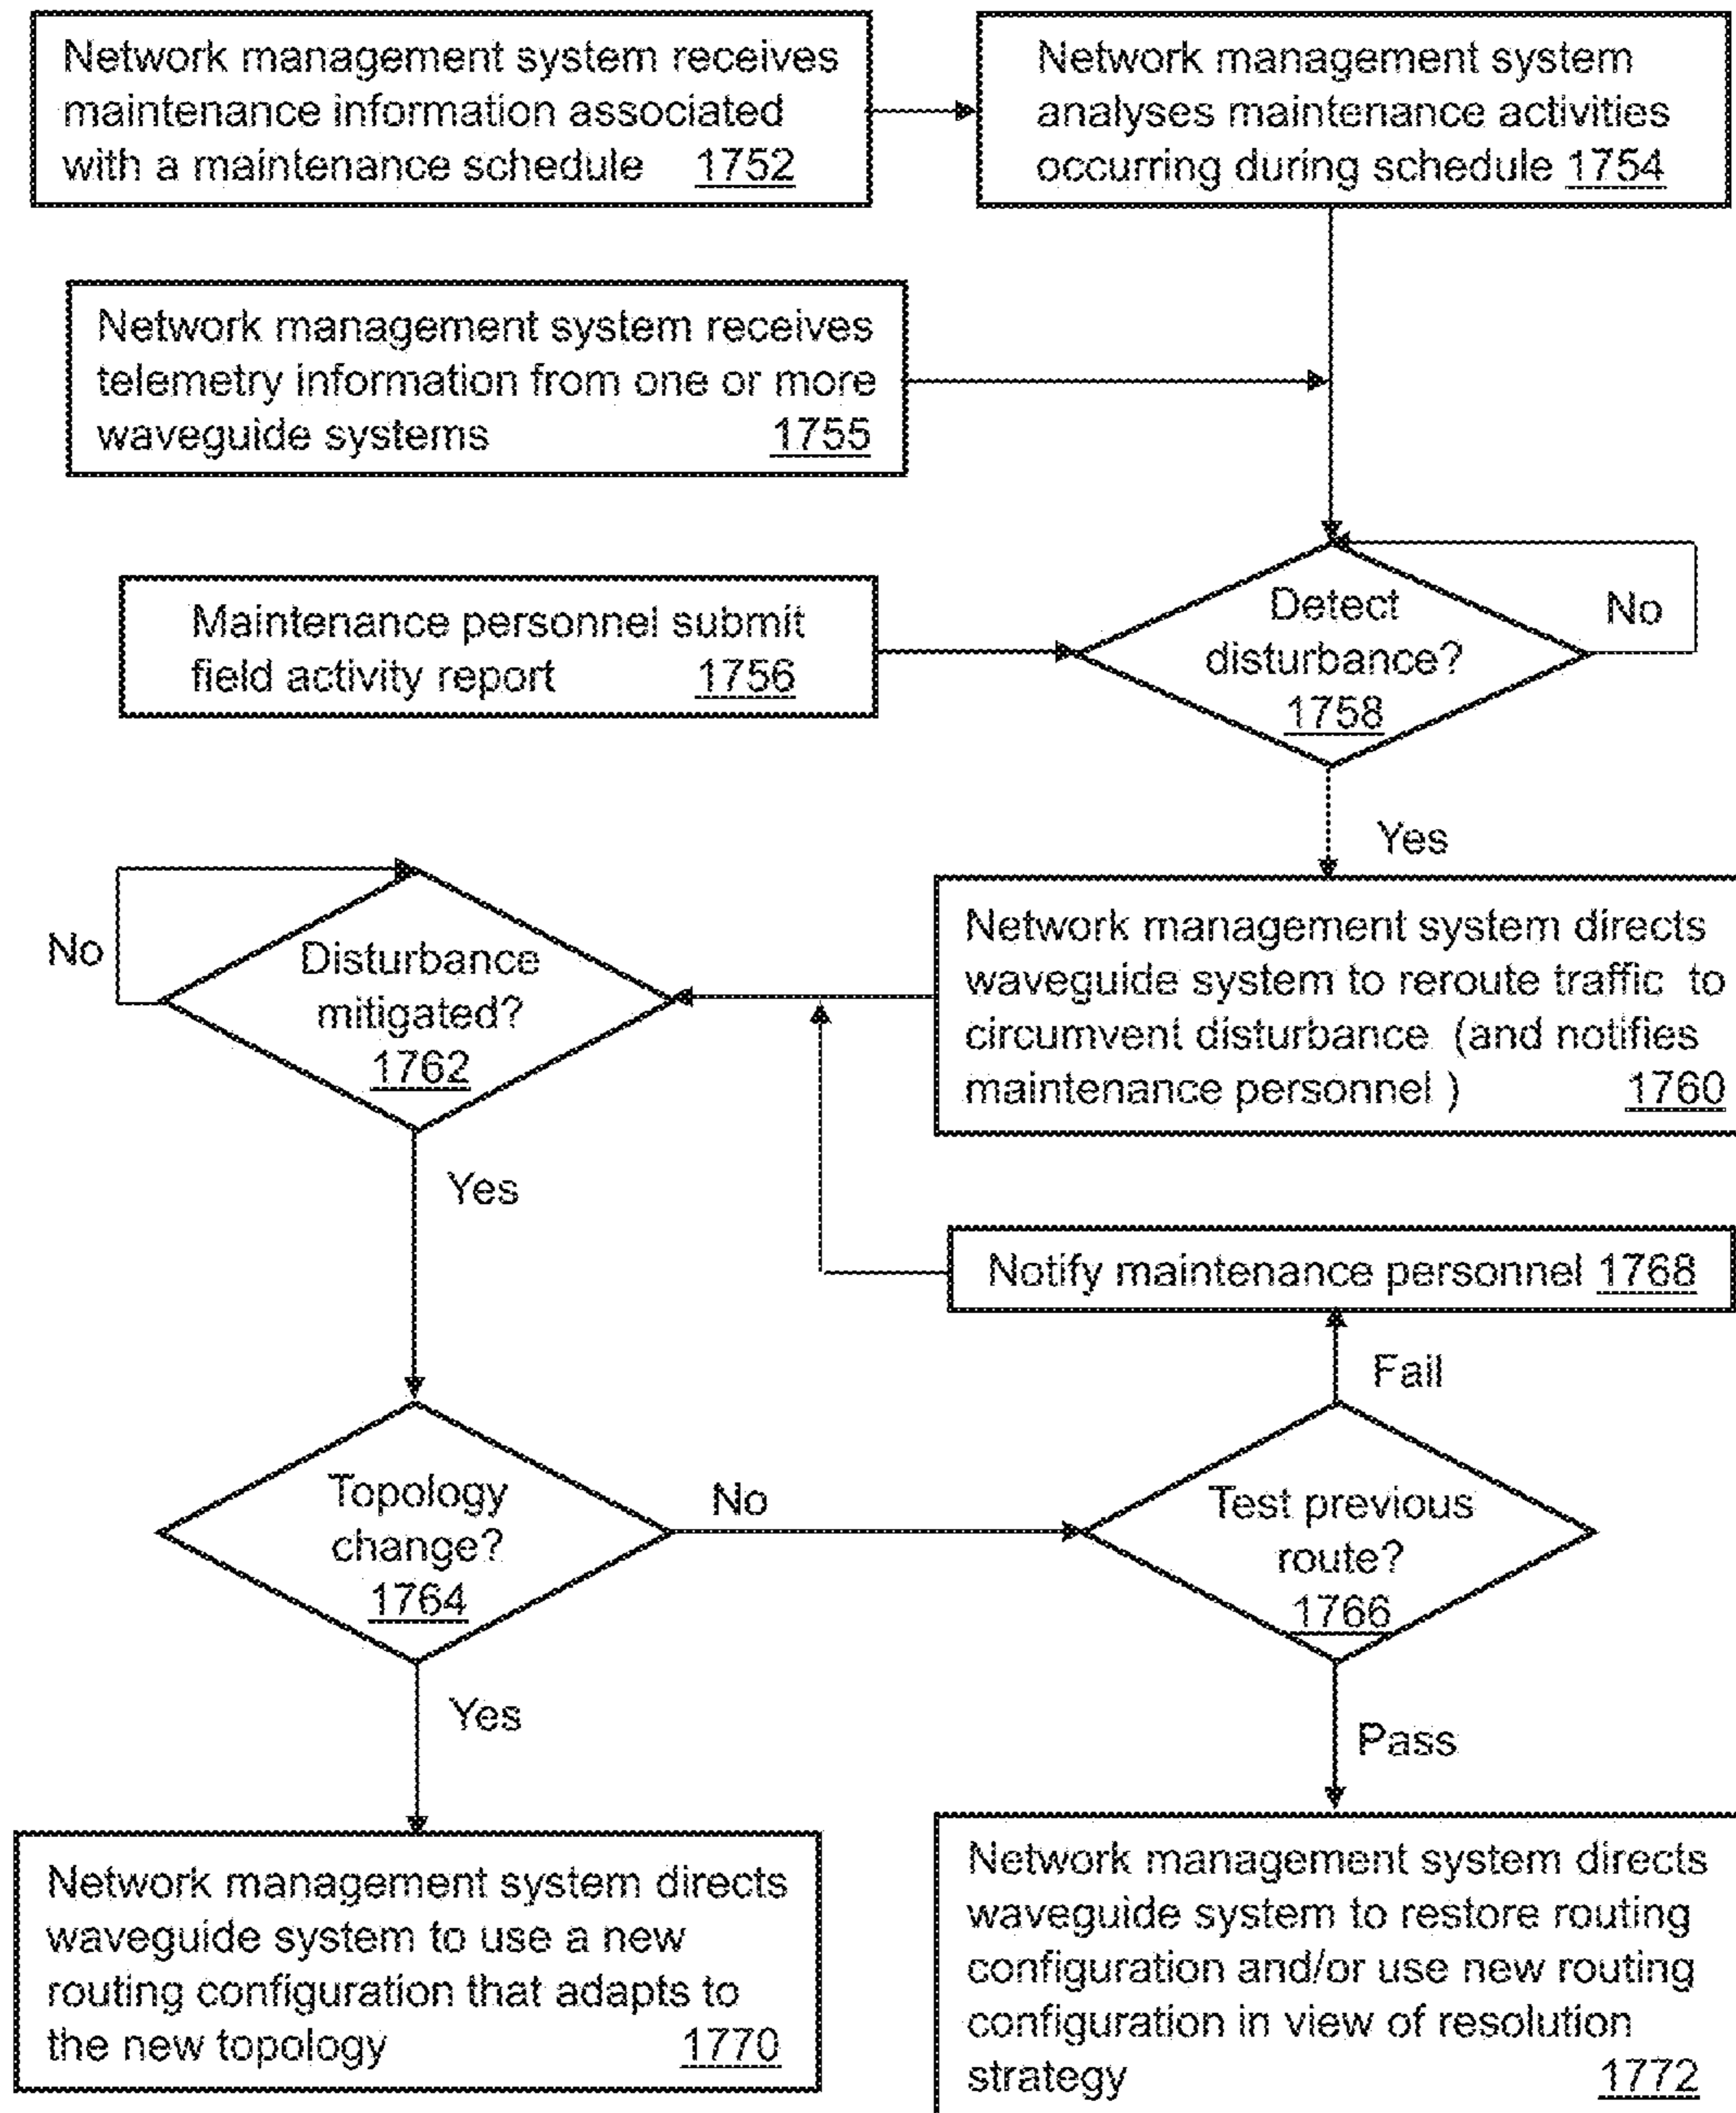 Network management system receives
maintenance information associated
with a maintenance schedule 1752
Network management system
analyses maintenance activities
occurring during schedule 1754
Network management system receives
telemetry information from one or more
waveguide systems 1755
Maintenance personnel submit
field activity report 1756
Detect
disturbance?
1758
No
Yes
Network management system directs
waveguide system to reroute traffic to
circumvent disturbance (and notifies
maintenance personnel ) 1760
No
Disturbance
mitigated?
1762
Yes
Notify maintenance personnel 1768
Fail
Topology
change?
1764
No
Test previous
route?
1766
Yes
Pass
Network management system directs
waveguide system to use a new
routing configuration that adapts to
the new topology 1770
Network management system directs
waveguide system to restore routing
configuration and/or use new routing
configuration in view of resolution
strategy 1772